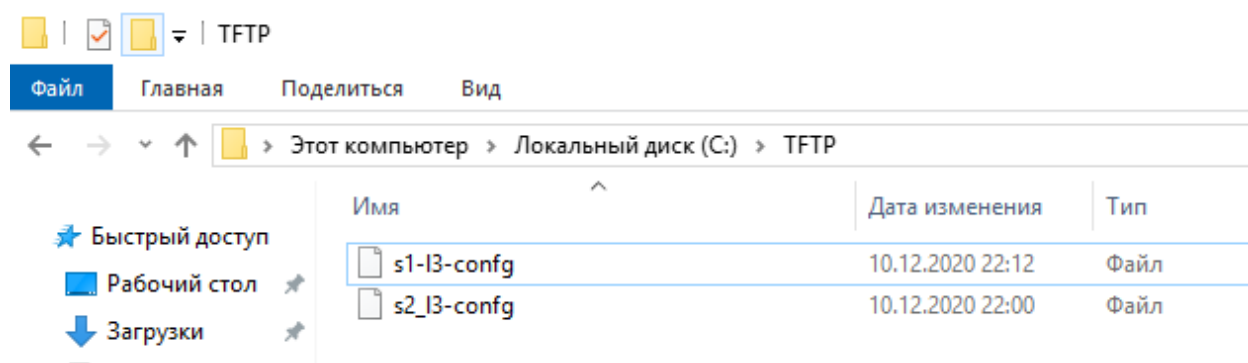 TFTP
Файл Главная Поделиться Вид
Этот компьютер > Локальный диск (C:) > TFTP
Имя Дата изменения Тип
Быстрый доступ
s1-l3-confg 10.12.2020 22:12 Файл
Рабочий стол
s2_l3-confg 10.12.2020 22:00 Файл
Загрузки